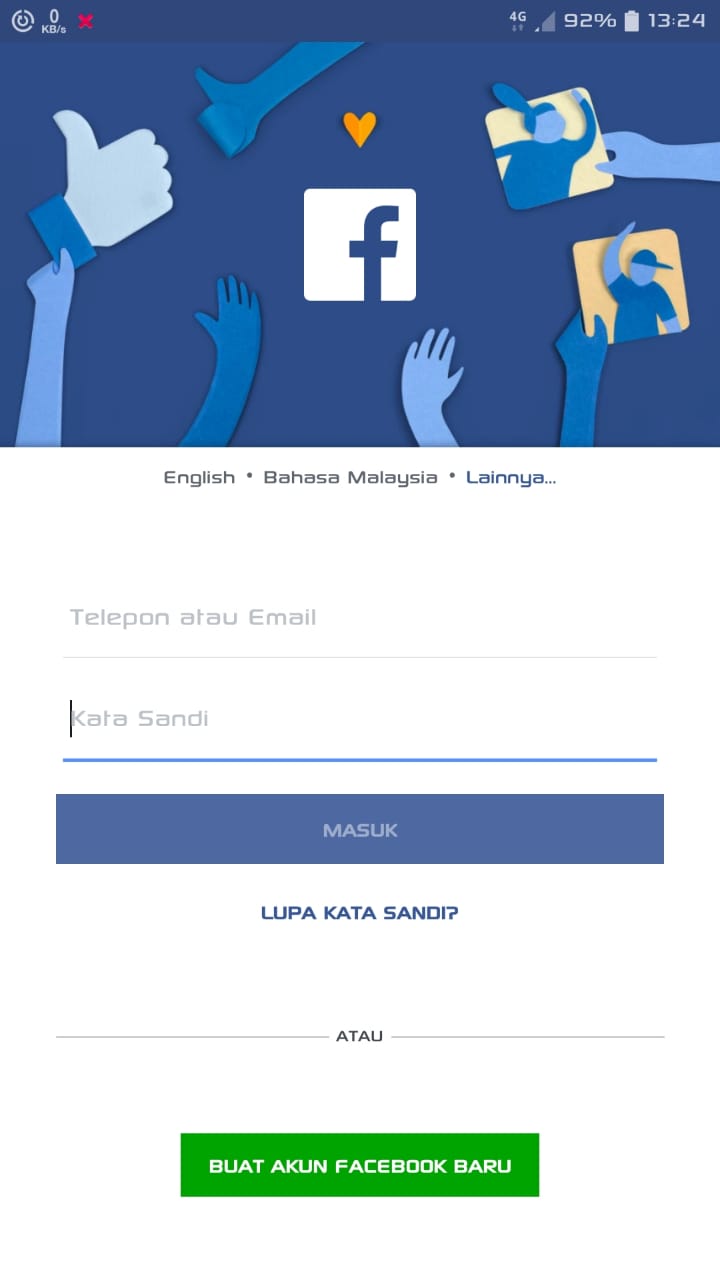 0 KB/s 4G 92% 13:24
f
English • Bahasa Malaysia • Lainnya...
Telepon atau Email
Kata Sandi
MASUK
LUPA KATA SANDI?
ATAU
BUAT AKUN FACEBOOK BARU